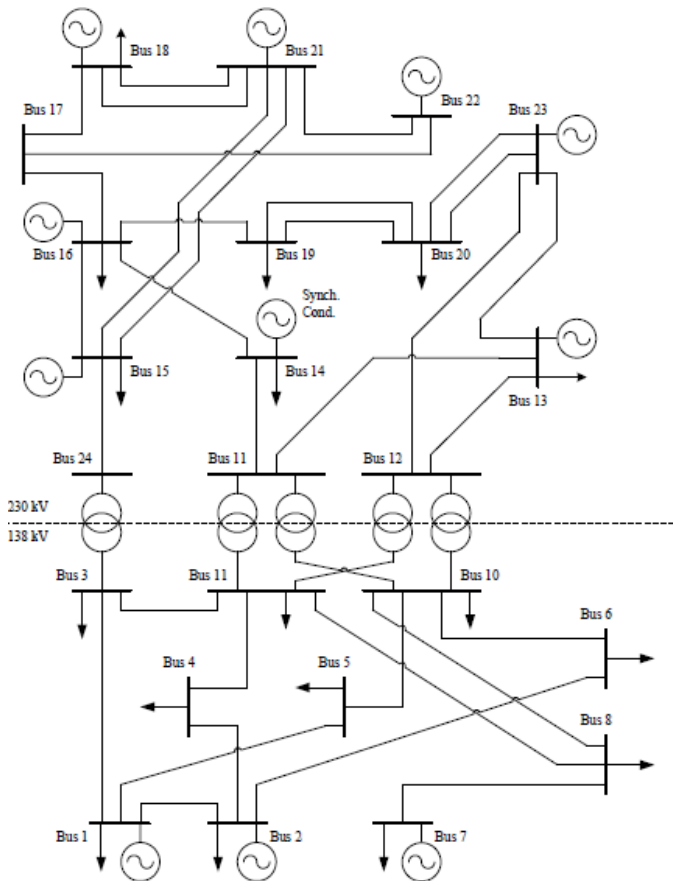 Bus 18
Bus 21
Bus 22
Bus 17
Bus 23
Bus 16
Bus 19
Bus 20
Synch.
Cond.
Bus 15
Bus 14
Bus 13
Bus 24
Bus 11
Bus 12
230 kV
138 kV
Bus 3
Bus 11
Bus 10
Bus 6
Bus 4
Bus 5
Bus 8
Bus 1
Bus 2
Bus 7